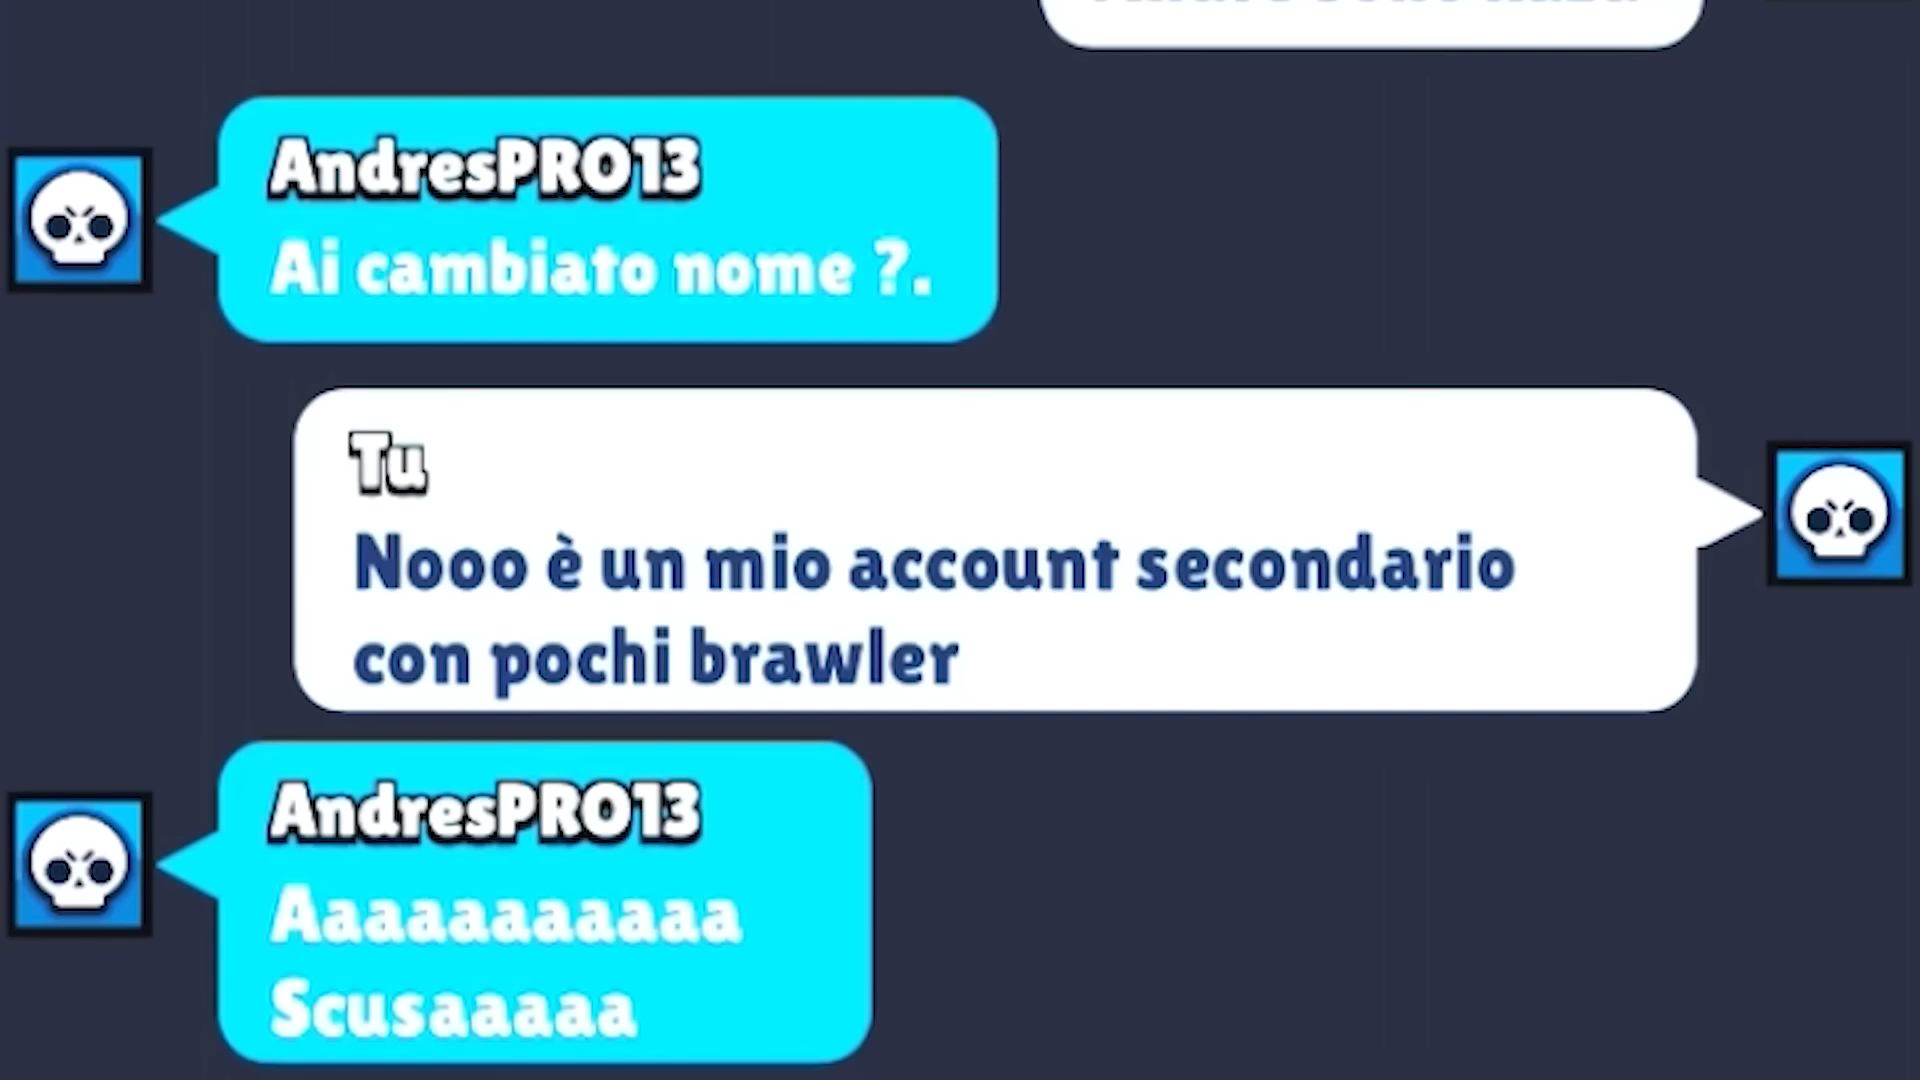 AndresPRO13
Ai cambiato nome ?.
Tu
Nooo è un mio account secondario
con pochi brawler
AndresPRO13
Aaaaaaaaaaa
Scusaaaaa